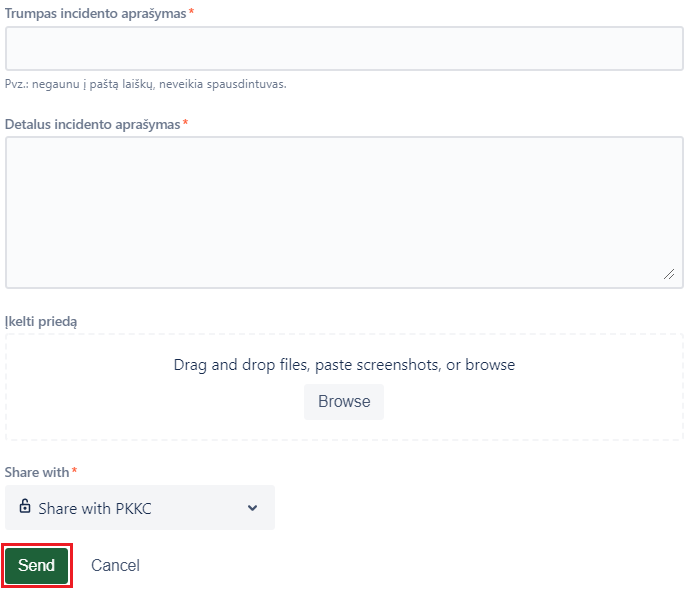 Trumpas incidento aprašymas*
Pvz.: negaunu į paštą laiškų, neveikia spausdintuvas.
Detalus incidento aprašymas*
Įkelti priedą
Drag and drop files, paste screenshots, or browse
Browse
Share with*
Share with PKKC
Send Cancel